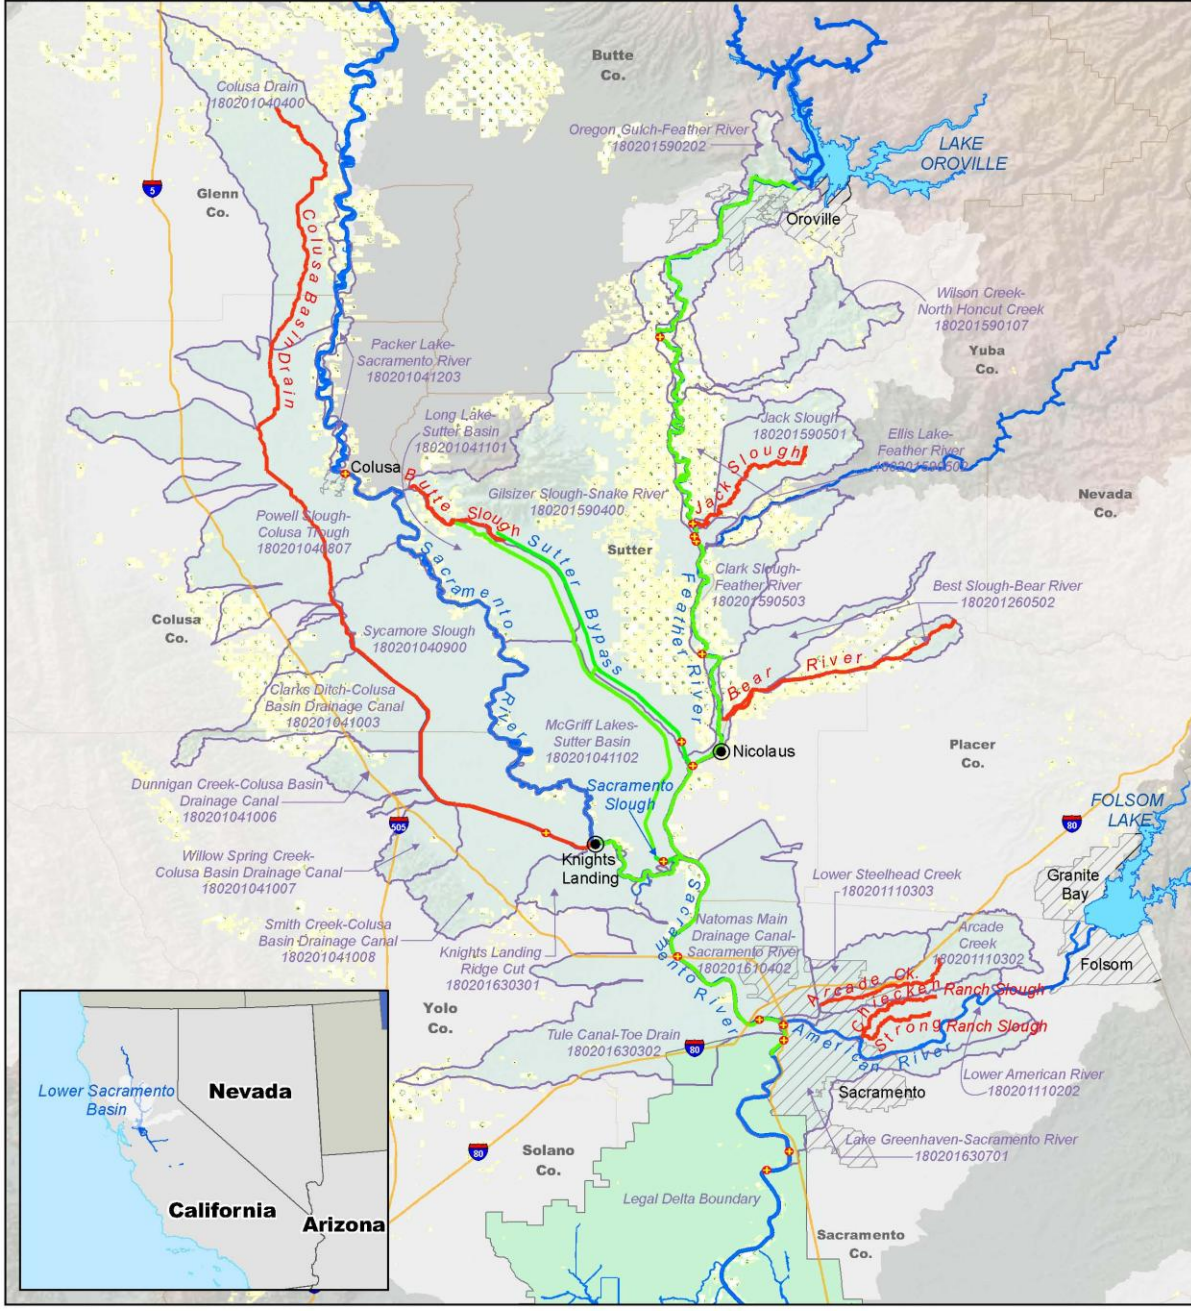 Butte
Co.
Colusa Drain
180201040400
Oregon Gulch-Feather River
180201590202
LAKE
OROVILLE
5
Glenn
Co.
Oroville
Colusa Basin Drain
Wilson Creek-
North Honcut Creek
180201590107
Packer Lake-
Sacramento River
180201041203
Yuba
Co.
Long Lake-
Sutter Basin
180201041101
Jack Slough
180201590501
Ellis Lake-
Feather River
180201590502
Jack Slough
Colusa
Butte Slough
Gilsizer Slough-Snake River
180201590400
Nevada
Co.
Powell Slough-
Colusa Trough
180201040807
Sutter
Sutter Bypass
Sacramento River
Feather River
Clark Slough-
Feather River
180201590503
Best Slough-Bear River
180201260502
Colusa
Co.
Sycamore Slough
180201040900
Bear River
Clarks Ditch-Colusa
Basin Drainage Canal
180201041003
McGriff Lakes-
Sutter Basin
180201041102
Nicolaus
Placer
Co.
Dunnigan Creek-Colusa Basin
Drainage Canal
180201041006
Sacramento
Slough
FOLSOM
LAKE
505
80
Willow Spring Creek-
Colusa Basin Drainage Canal
180201041007
Knights
Landing
Lower Steelhead Creek
180201110303
Granite
Bay
Smith Creek-Colusa
Basin Drainage Canal
180201041008
Knights Landing
Ridge Cut
180201630301
Sacramento River
Natomas Main
Drainage Canal-
Sacramento River
180201610402
Arcade
Creek
180201110302
Folsom
Arcade Ck.
Chiecken Ranch Slough
Strong Ranch Slough
American River
Yolo
Co.
Tule Canal-Toe Drain
180201630302
80
Lower American River
180201110202
Sacramento
Lake Greenhaven-Sacramento River
180201630701
80
Solano
Co.
Legal Delta Boundary
Sacramento
Co.
Lower Sacramento
Basin
Nevada
California
Arizona